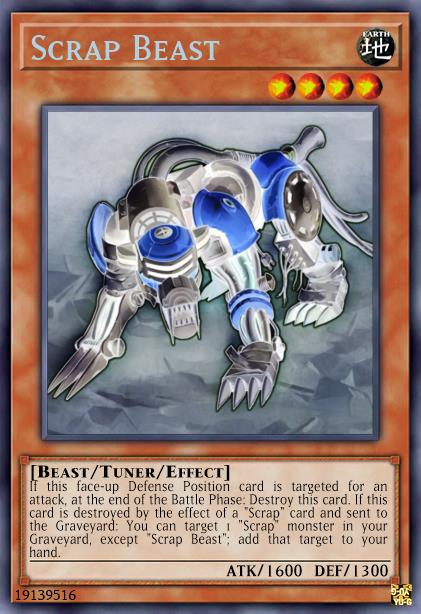 Scrap Beast
EARTH
地
[Beast/Tuner/Effect]
If this face-up Defense Position card is targeted for an
attack, at the end of the Battle Phase: Destroy this card. If this
card is destroyed by the effect of a "Scrap" card and sent to
the Graveyard: You can target 1 "Scrap" monster in your
Graveyard, except "Scrap Beast"; add that target to your
hand.
ATK/1600 DEF/1300
19139516